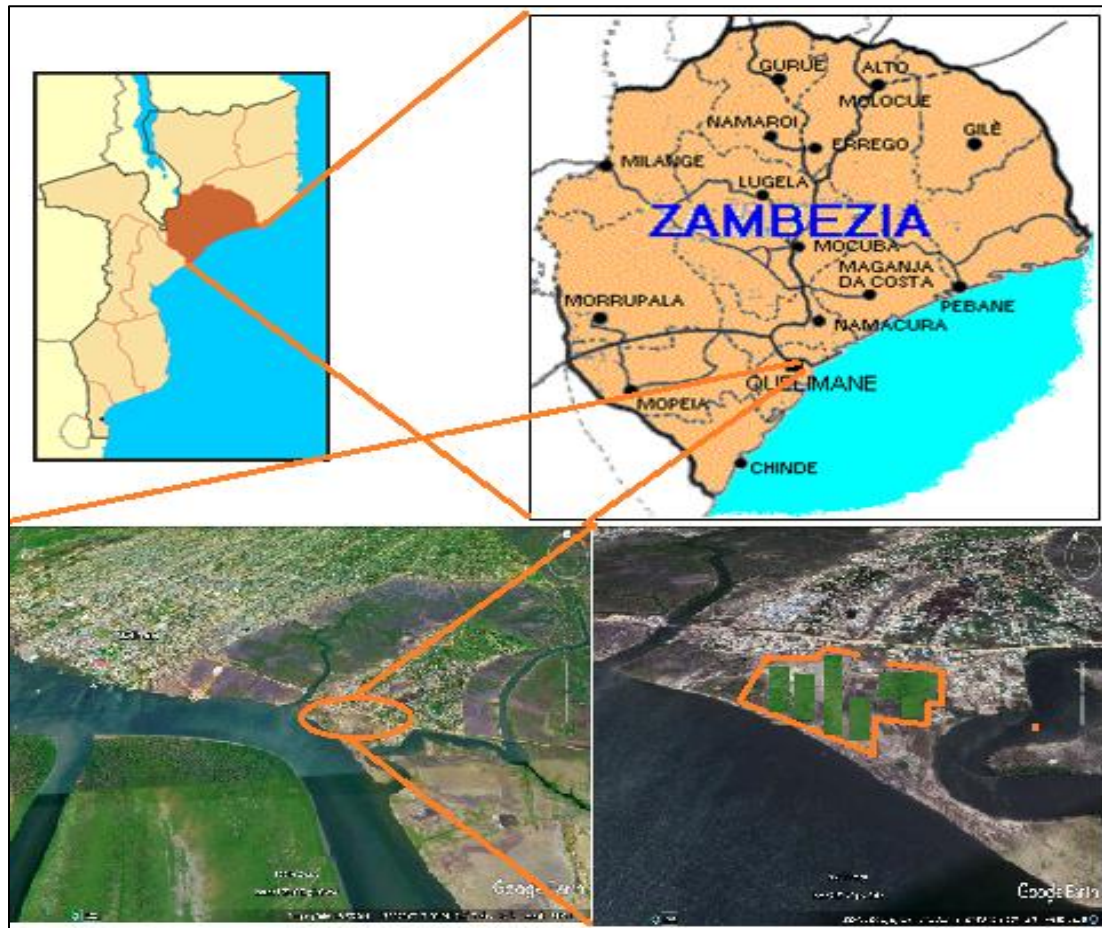 GURUE
ALTO
MOLOCUE
NAMAROI
ERREGO
GILÈ
MILANGE
LUGELA
ZAMBEZIA
MOCUBA
MAGANJA
DA COSTA
PEBANE
MORRUPALA
NAMACURA
QUELIMANE
MOPEIA
CHINDE
Google Earth
Google Earth